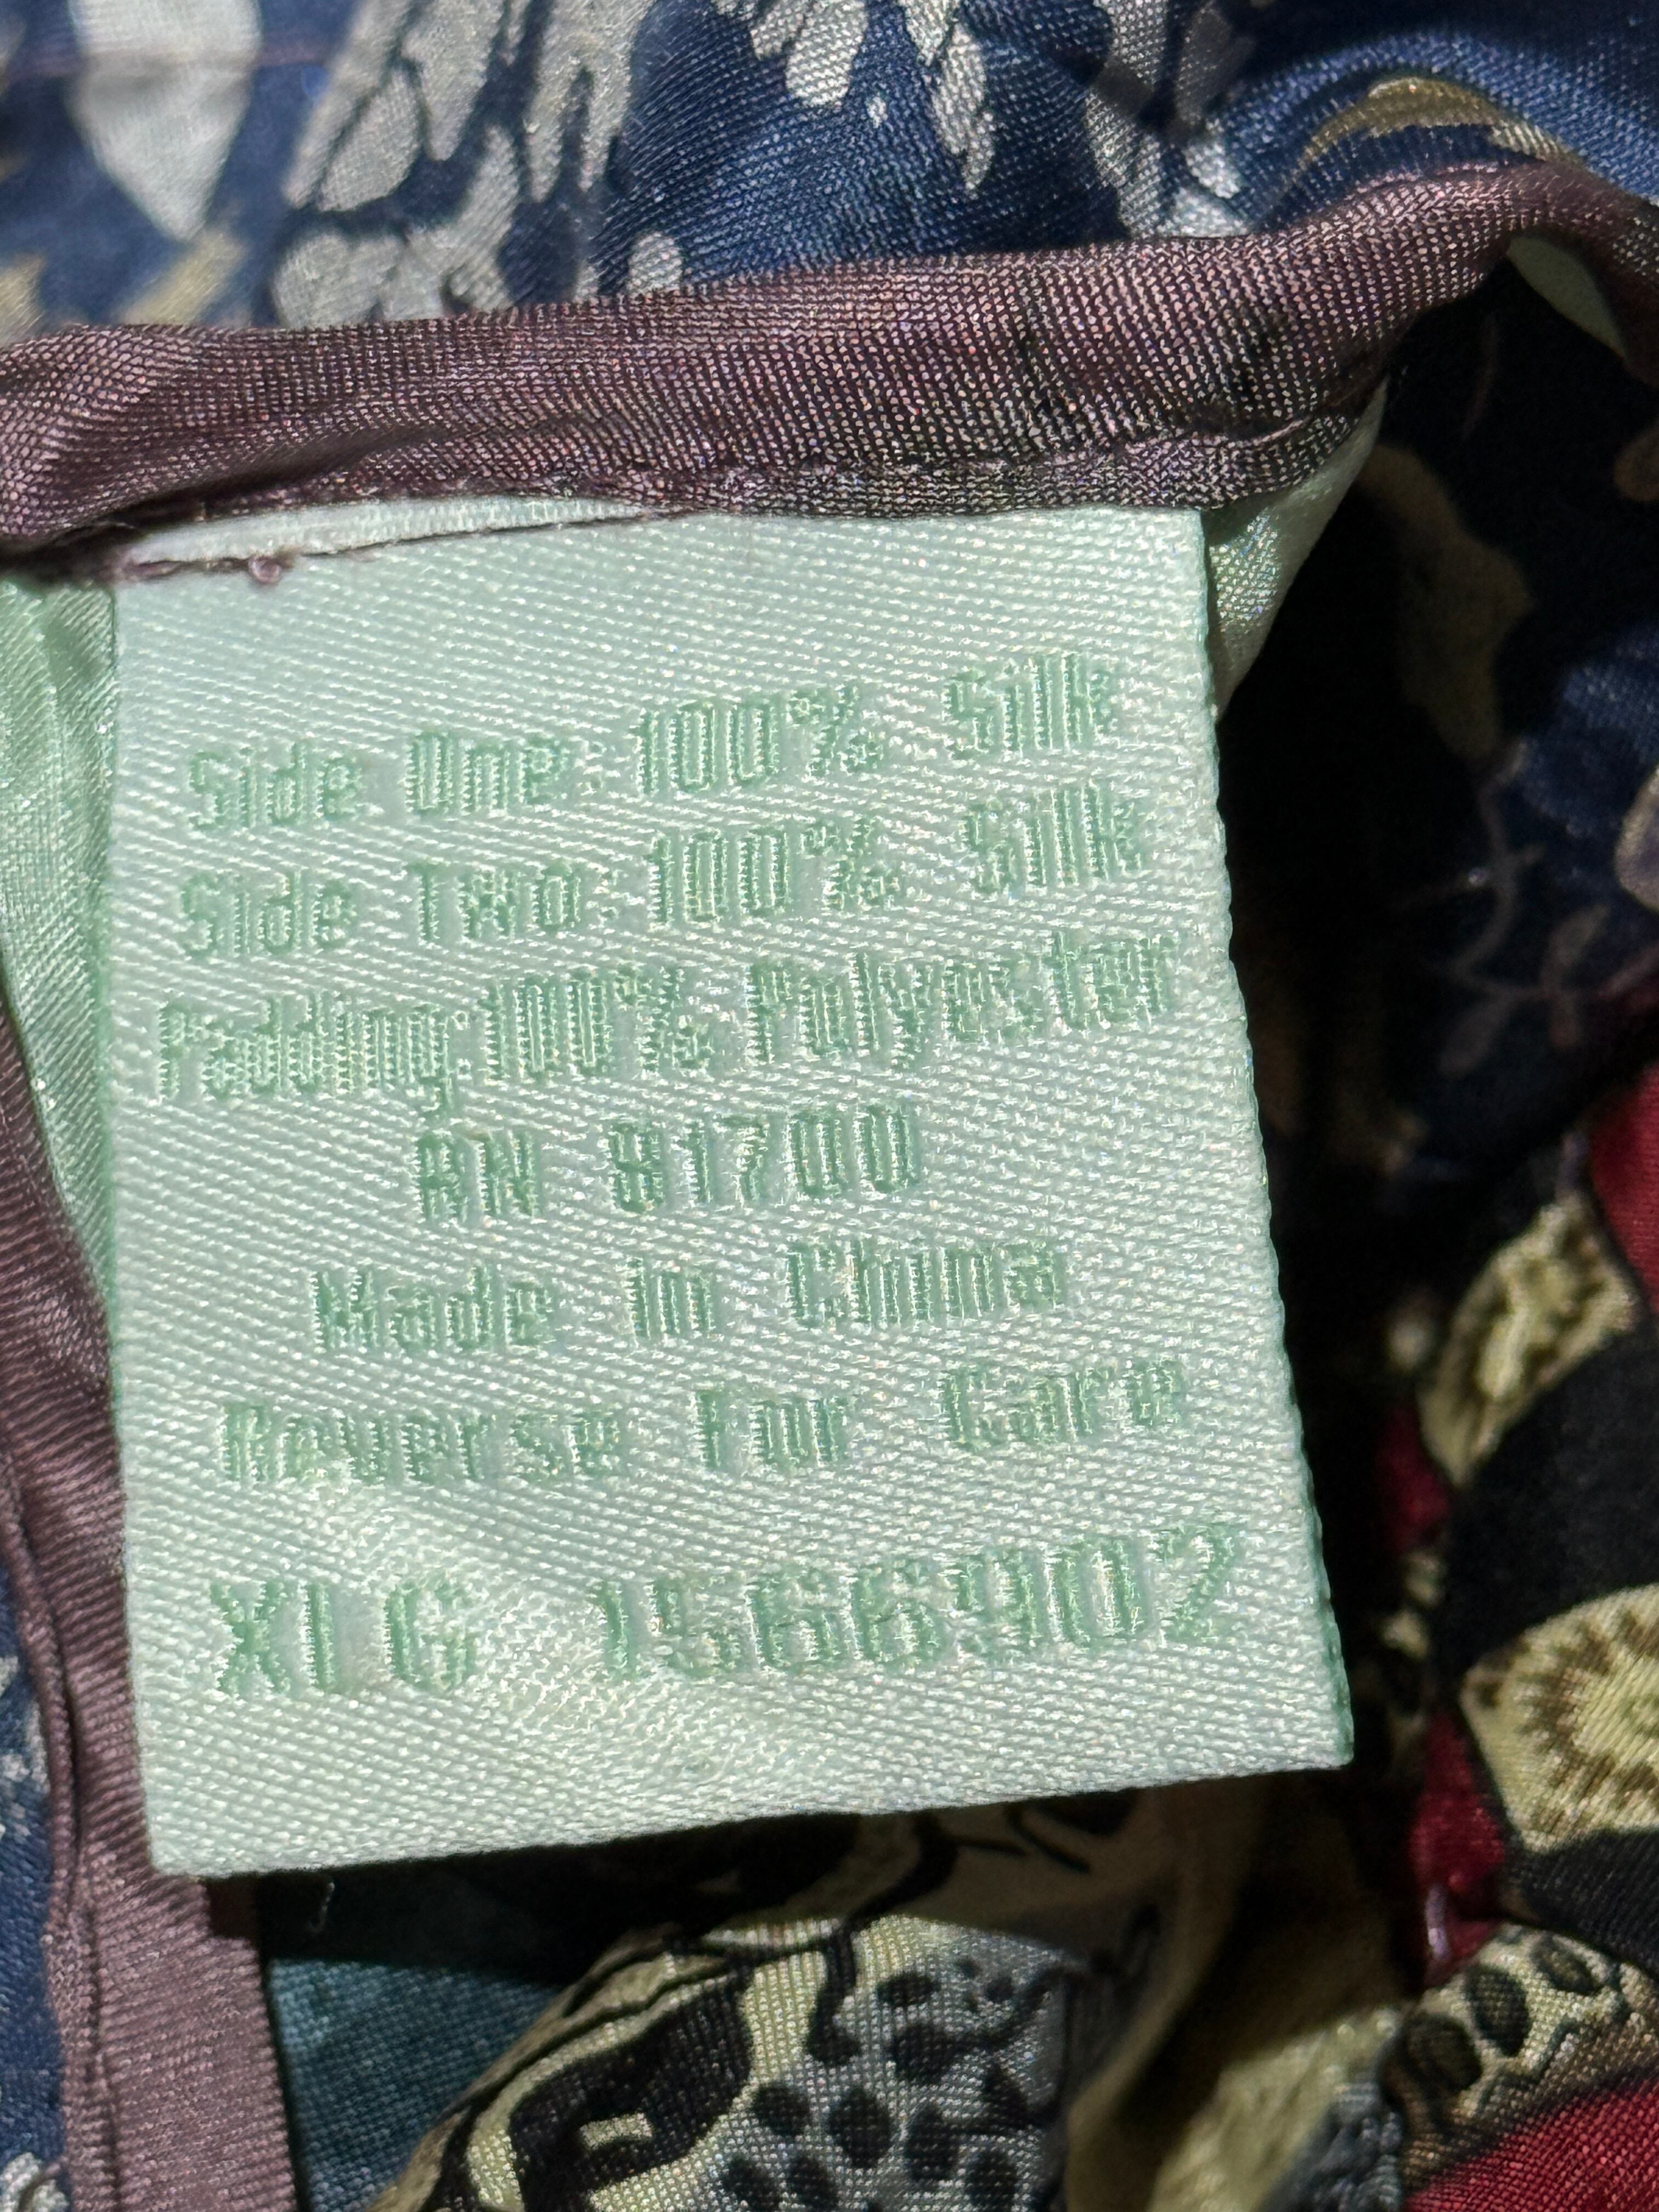 Side One: 100% Silk
Side Two: 100% Silk
Padding: 100% Polyester
RN 81700
Made In China
Reverse For Care
XLG 1566902